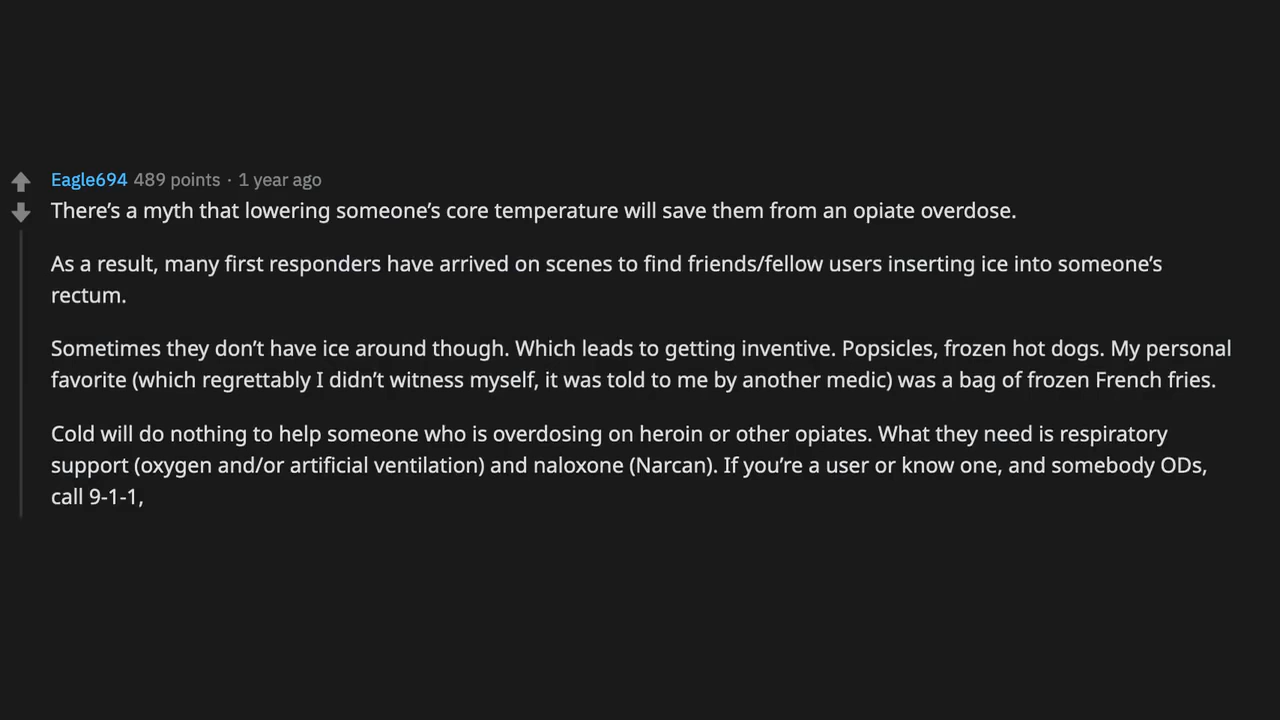 Eagle694 489 points · 1 year ago
There’s a myth that lowering someone’s core temperature will save them from an opiate overdose.
As a result, many first responders have arrived on scenes to find friends/fellow users inserting ice into someone’s
rectum.
Sometimes they don’t have ice around though. Which leads to getting inventive. Popsicles, frozen hot dogs. My personal
favorite (which regrettably I didn’t witness myself, it was told to me by another medic) was a bag of frozen French fries.
Cold will do nothing to help someone who is overdosing on heroin or other opiates. What they need is respiratory
support (oxygen and/or artificial ventilation) and naloxone (Narcan). If you’re a user or know one, and somebody ODs,
call 9-1-1,